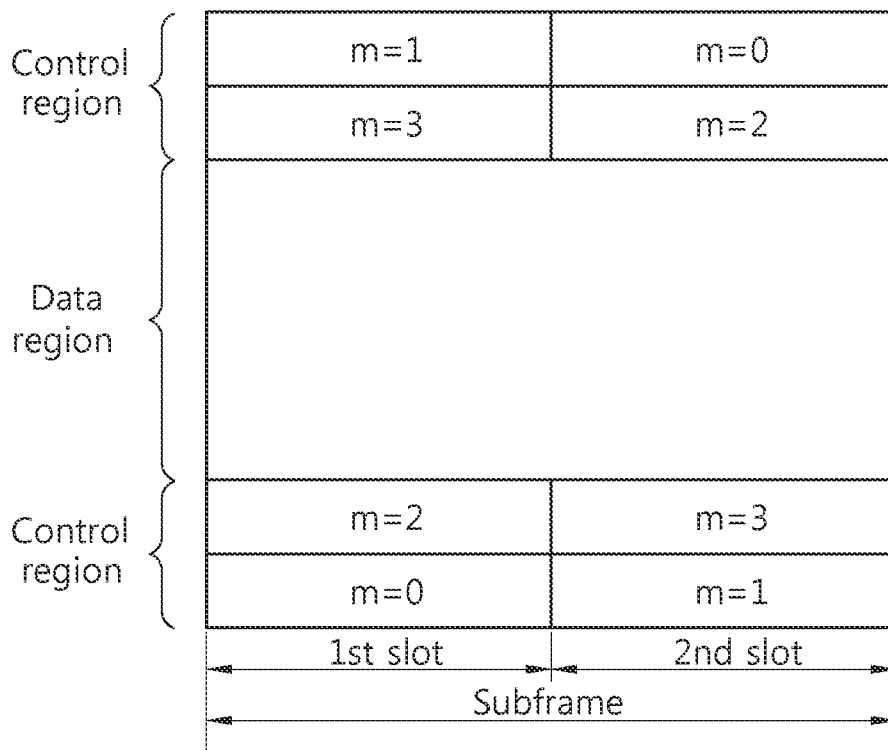 Control
region
m=1
m=0
m=3
m=2
Data
region
Control
region
m=2
m=3
m=0
m=1
1st slot
2nd slot
Subframe